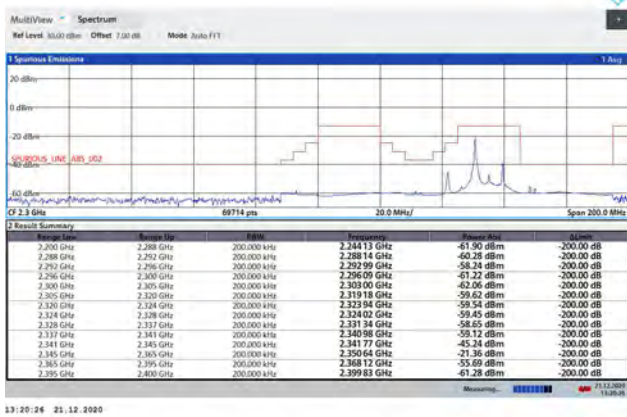 MultiView Spectrum
Ref Level 30.00 dBm Offset 7.00 dB Mode Auto FFT
1 Spurious Emissions 1 Avg
20 dBm
0 dBm
-20 dBm
SPURIOUS_LINE_ABS_U02
-40 dBm
-60 dBm
CF 2.3 GHz 69714 pts 20.0 MHz/ Span 200.0 MHz
2 Result Summary
Range Low Range Up RBW Frequency Power Abs ΔLimit
2.200 GHz 2.288 GHz 200.000 kHz 2.244 13 GHz -61.90 dBm -200.00 dB
2.288 GHz 2.292 GHz 200.000 kHz 2.288 14 GHz -60.28 dBm -200.00 dB
2.292 GHz 2.296 GHz 200.000 kHz 2.292 99 GHz -58.24 dBm -200.00 dB
2.296 GHz 2.300 GHz 200.000 kHz 2.296 09 GHz -61.22 dBm -200.00 dB
2.300 GHz 2.305 GHz 200.000 kHz 2.303 00 GHz -62.06 dBm -200.00 dB
2.305 GHz 2.320 GHz 200.000 kHz 2.319 18 GHz -59.62 dBm -200.00 dB
2.320 GHz 2.324 GHz 200.000 kHz 2.323 94 GHz -59.54 dBm -200.00 dB
2.324 GHz 2.328 GHz 200.000 kHz 2.324 02 GHz -59.45 dBm -200.00 dB
2.328 GHz 2.337 GHz 200.000 kHz 2.331 34 GHz -58.65 dBm -200.00 dB
2.337 GHz 2.341 GHz 200.000 kHz 2.340 98 GHz -59.12 dBm -200.00 dB
2.341 GHz 2.345 GHz 200.000 kHz 2.341 77 GHz -45.24 dBm -200.00 dB
2.345 GHz 2.365 GHz 200.000 kHz 2.350 64 GHz -21.36 dBm -200.00 dB
2.365 GHz 2.395 GHz 200.000 kHz 2.368 12 GHz -55.69 dBm -200.00 dB
2.395 GHz 2.400 GHz 200.000 kHz 2.399 83 GHz -61.28 dBm -200.00 dB
Measuring... 21.12.2020
13:20:26
13:20:26 21.12.2020